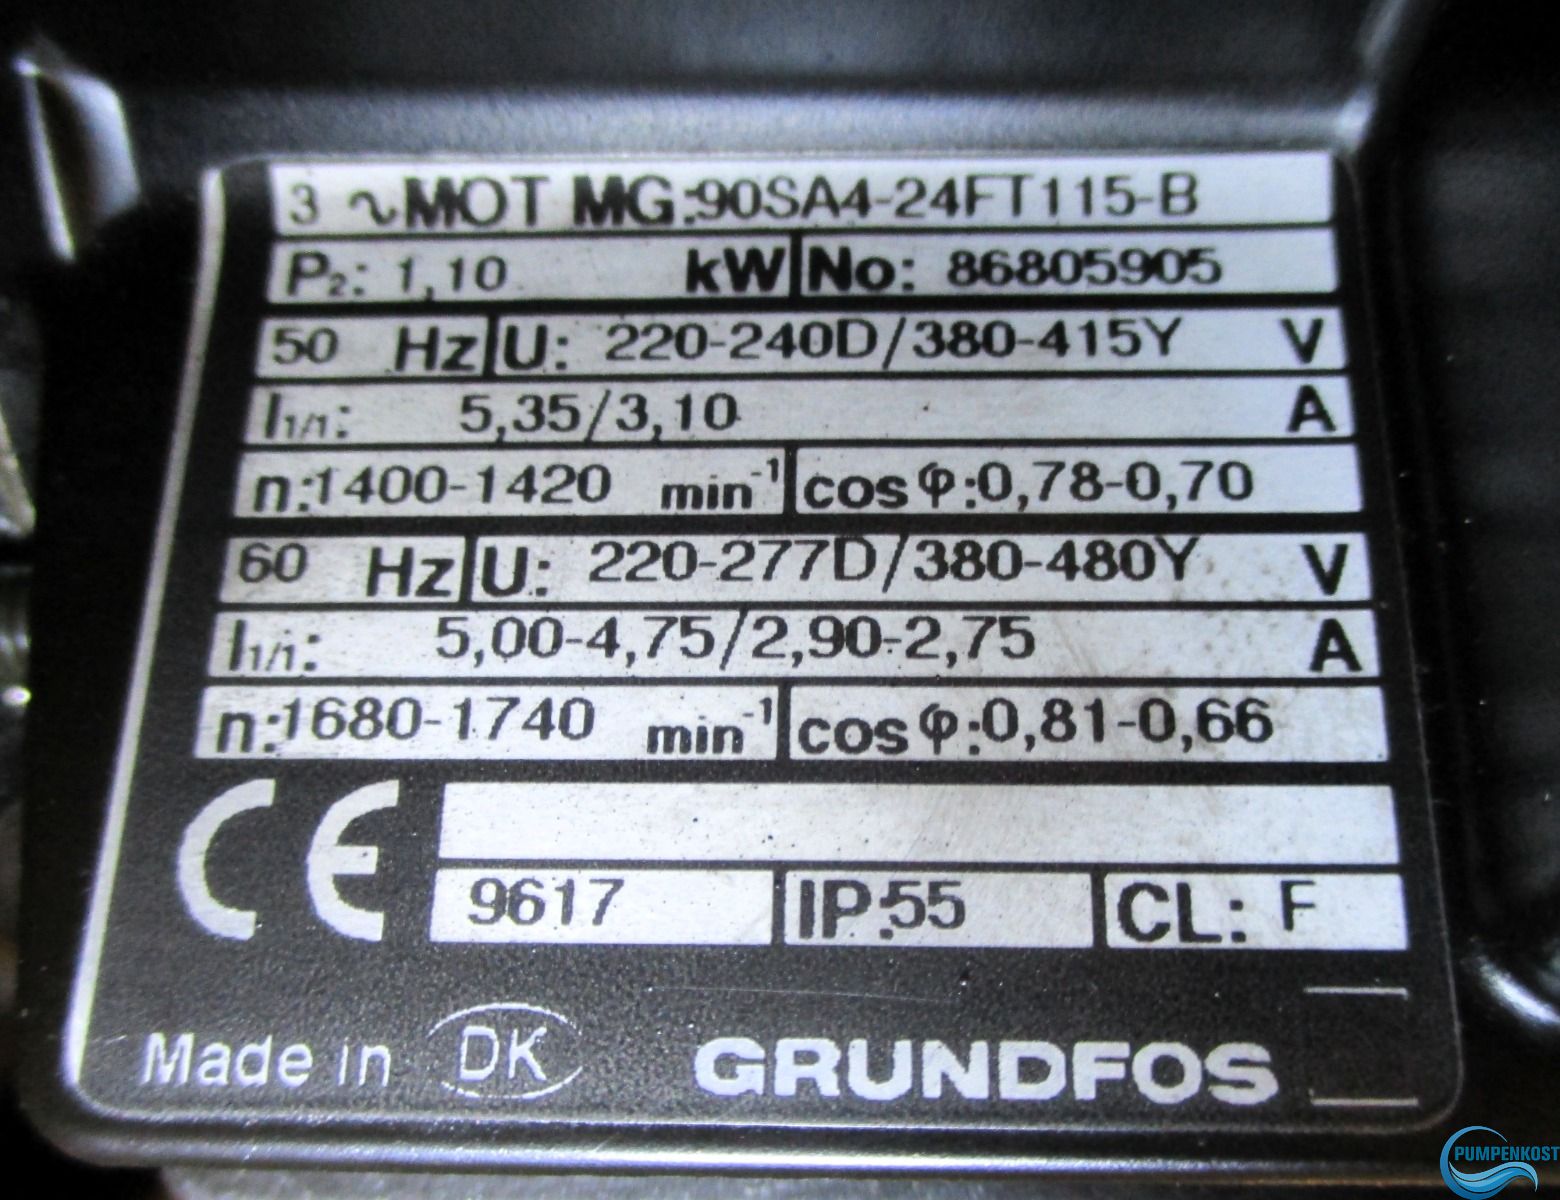 3 ∿MOT MG:90SA4-24FT115-B
P₂: 1,10 kW No: 86805905
50 Hz U: 220-240D/380-415Y V
I₁/₁: 5,35/3,10 A
n:1400-1420 min⁻¹ cos φ:0,78-0,70
60 Hz U: 220-277D/380-480Y V
I₁/₁: 5,00-4,75/2,90-2,75 A
n:1680-1740 min⁻¹ cos φ:0,81-0,66
CE
9617 IP:55 CL: F
Made in DK GRUNDFOS
PUMPENKOST